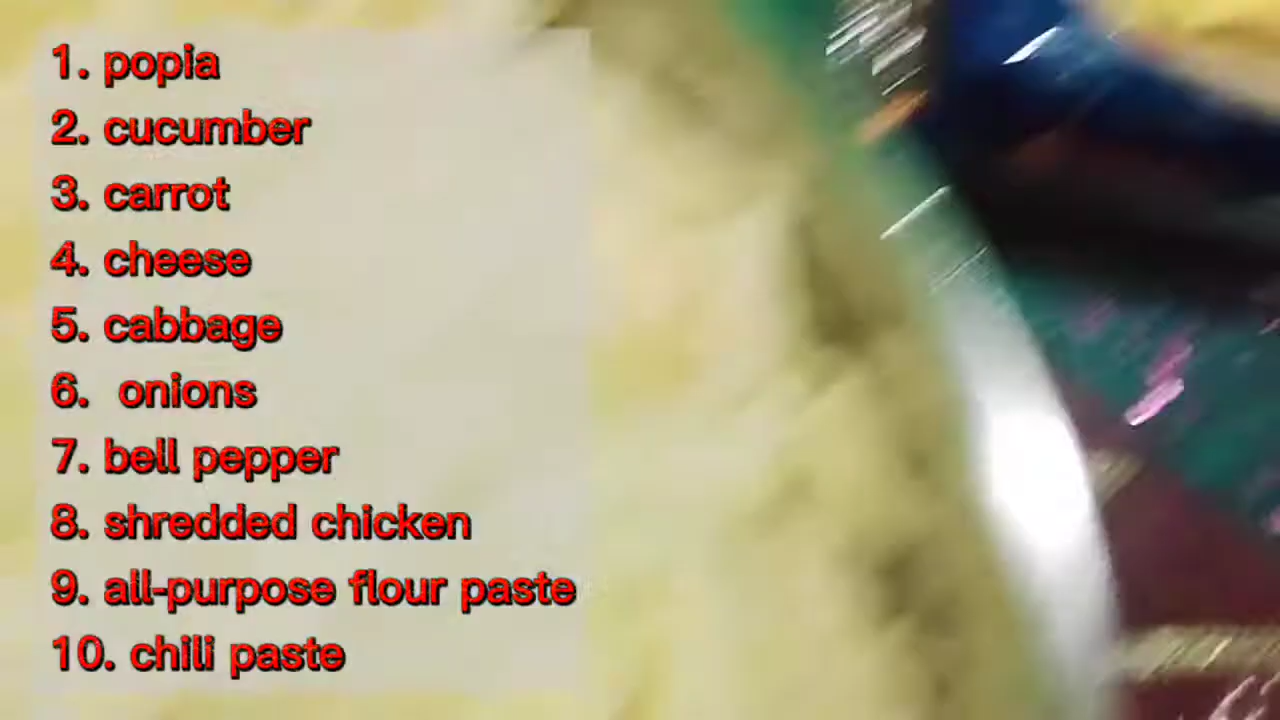 1. popia
2. cucumber
3. carrot
4. cheese
5. cabbage
6. onions
7. bell pepper
8. shredded chicken
9. all-purpose flour paste
10. chili paste